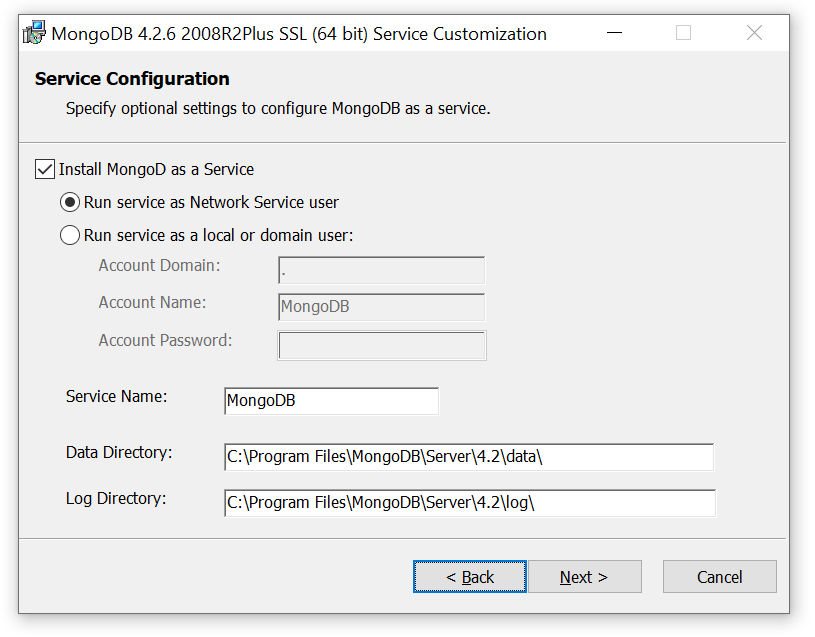 MongoDB 4.2.6 2008R2Plus SSL (64 bit) Service Customization
Service Configuration
Specify optional settings to configure MongoDB as a service.
Install MongoD as a Service
Run service as Network Service user
Run service as a local or domain user:
Account Domain: .
Account Name: MongoDB
Account Password:
Service Name: MongoDB
Data Directory: C:\Program Files\MongoDB\Server\4.2\data\
Log Directory: C:\Program Files\MongoDB\Server\4.2\log\
< Back Next > Cancel